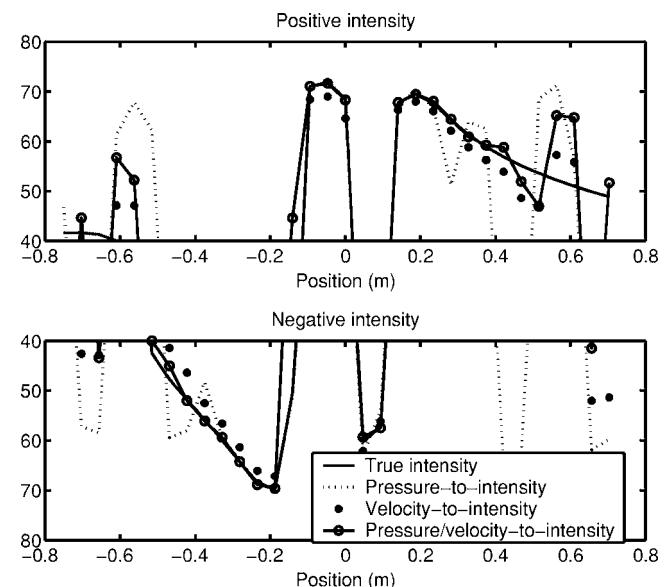 Positive intensity
80
70
60
50
40
−0.8 −0.6 −0.4 −0.2 0 0.2 0.4 0.6 0.8
Position (m)
Negative intensity
40
50
60
70
80
True intensity
Pressure−to−intensity
Velocity−to−intensity
Pressure/velocity−to−intensity
−0.8 −0.6 −0.4 −0.2 0 0.2 0.4 0.6 0.8
Position (m)